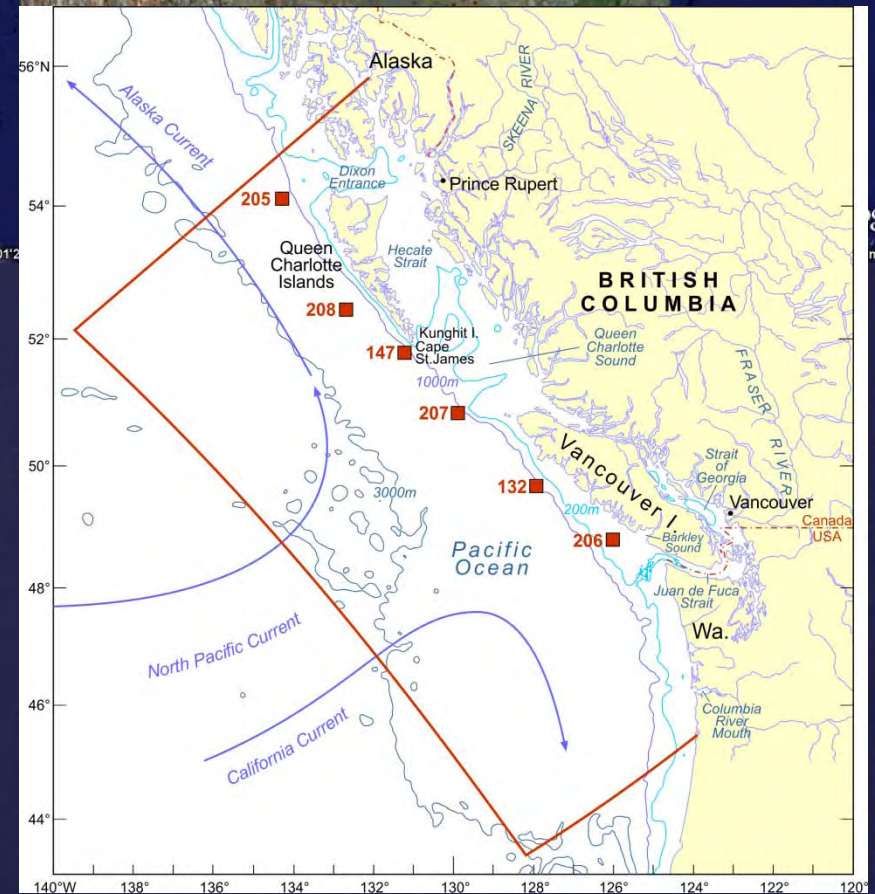 56°N
Alaska
Alaska Current
SKEENA RIVER
Dixon
Entrance
Prince Rupert
54°
205
Queen
Charlotte
Islands
Hecate
Strait
BRITISH
COLUMBIA
208
52°
147
Kunghit I.
Cape
St.James
Queen
Charlotte
Sound
1000m
207
FRASER RIVER
50°
Vancouver I.
Strait
of
Georgia
3000m
132
200m
Vancouver
206
Barkley
Sound
Canada
USA
Pacific
Ocean
48°
Juan de Fuca
Strait
North Pacific Current
Wa.
46°
California Current
Columbia
River
Mouth
44°
140°W
138°
136°
134°
132°
130°
128°
126°
124°
122°
120°